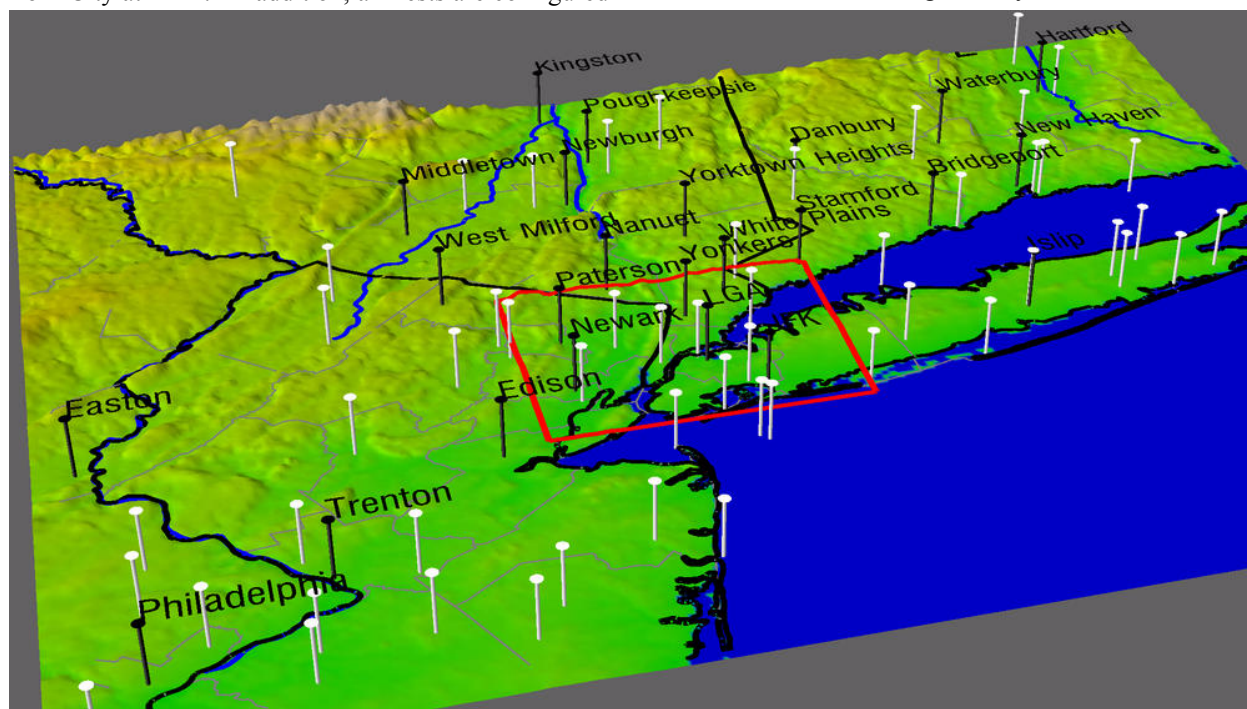 Hartford
Kingston
Waterbury
Poughkeepsie
New Haven
Danbury
Newburgh
Middletown
Yorktown Heights
Bridgeport
Stamford
White Plains
Nanuet
West Milford
Yonkers
Islip
Paterson
LGA
JFK
Newark
Edison
Easton
Trenton
Philadelphia